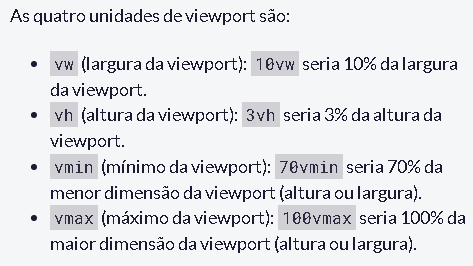 As quatro unidades de viewport são:
• vw (largura da viewport): 10vw seria 10% da largura
da viewport.
• vh (altura da viewport): 3vh seria 3% da altura da
viewport.
• vmin (mínimo da viewport): 70vmin seria 70% da
menor dimensão da viewport (altura ou largura).
• vmax (máximo da viewport): 100vmax seria 100% da
maior dimensão da viewport (altura ou largura).